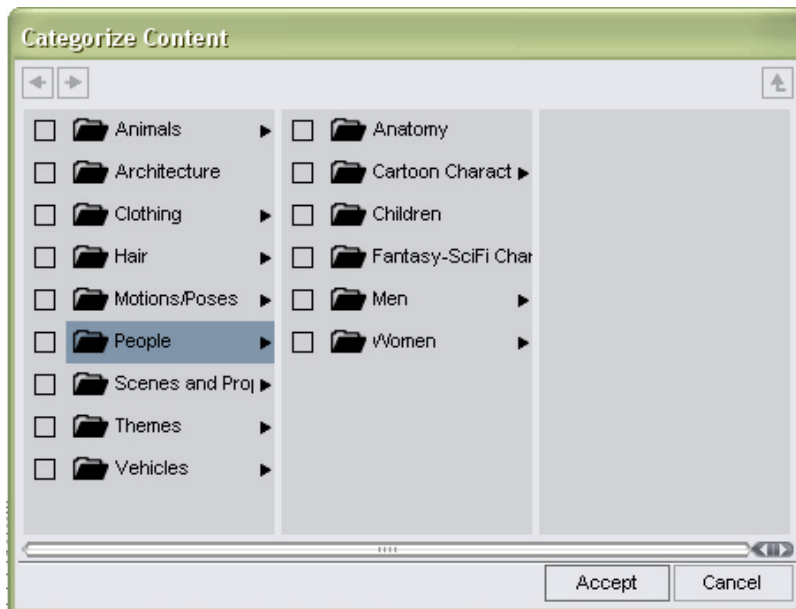 Categorize Content
Animals
Architecture
Clothing
Hair
Motions/Poses
People
Scenes and Pro
Themes
Vehicles
Anatomy
Cartoon Charact
Children
Fantasy-SciFi Char
Men
Women
Accept
Cancel